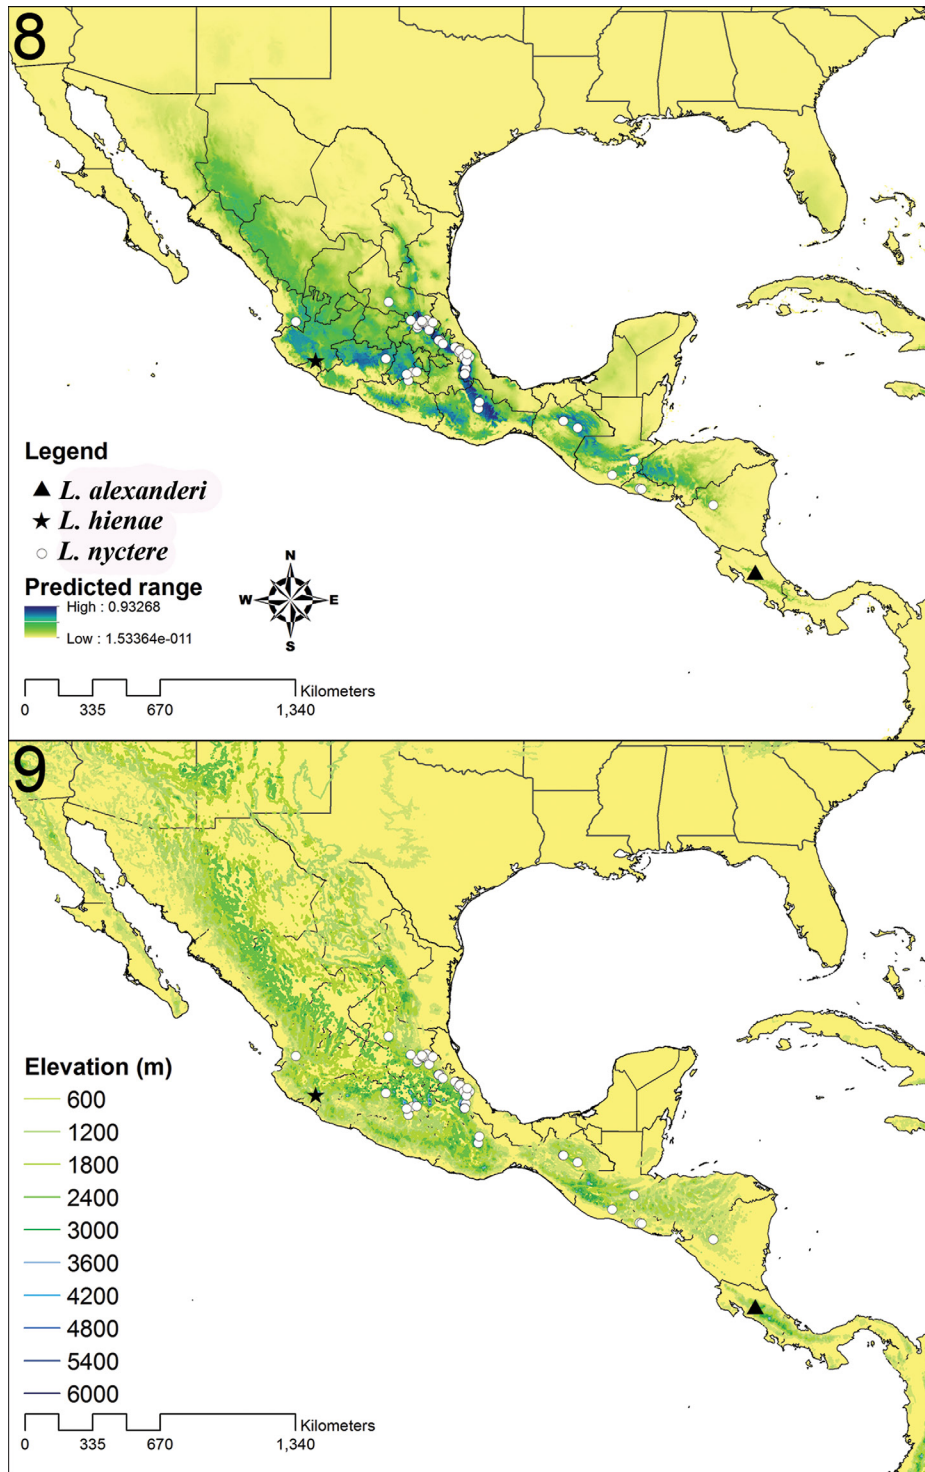 8
Legend
L. alexanderi
L. hienae
L. nyctere
Predicted range
High : 0.93268
Low : 1.53364e-011
N
W E
S
Kilometers
0 335 670 1,340
9
Elevation (m)
600
1200
1800
2400
3000
3600
4200
4800
5400
6000
Kilometers
0 335 670 1,340